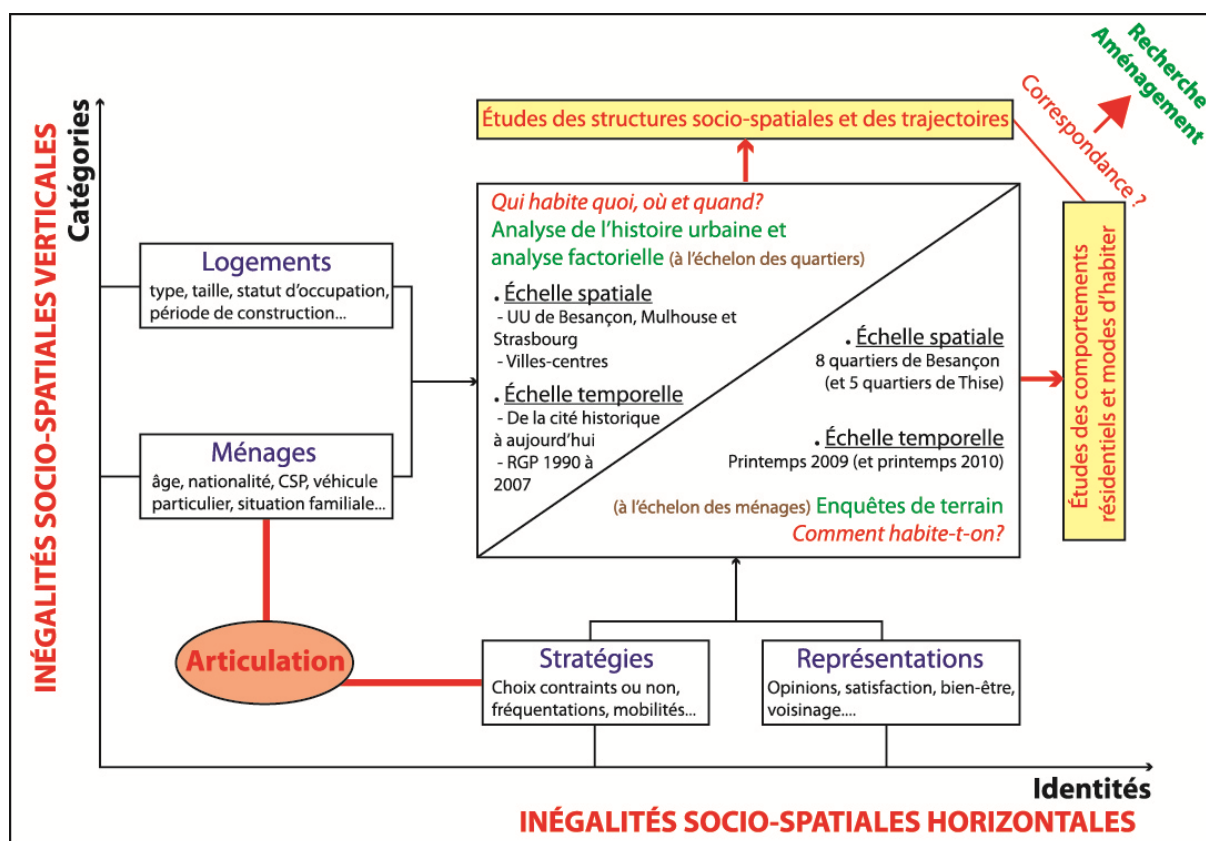 Recherche
Aménagement
Correspondance ?
INÉGALITÉS SOCIO-SPATIALES VERTICALES
Catégories
Études des structures socio-spatiales et des trajectoires
Logements
type, taille, statut d'occupation,
période de construction...
Ménages
âge, nationalité, CSP, véhicule
particulier, situation familiale...
Qui habite quoi, où et quand?
Analyse de l'histoire urbaine et
analyse factorielle (à l'échelon des quartiers)
. Échelle spatiale
- UU de Besançon, Mulhouse et
Strasbourg
- Villes-centres
. Échelle temporelle
- De la cité historique
à aujourd'hui
- RGP 1990 à
2007
. Échelle spatiale
8 quartiers de Besançon
(et 5 quartiers de Thise)
. Échelle temporelle
Printemps 2009 (et printemps 2010)
(à l'échelon des ménages) Enquêtes de terrain
Comment habite-t-on?
Études des comportements
résidentiels et modes d'habiter
Articulation
Stratégies
Choix contraints ou non,
fréquentations, mobilités...
Représentations
Opinions, satisfaction, bien-être,
voisinage....
Identités
INÉGALITÉS SOCIO-SPATIALES HORIZONTALES